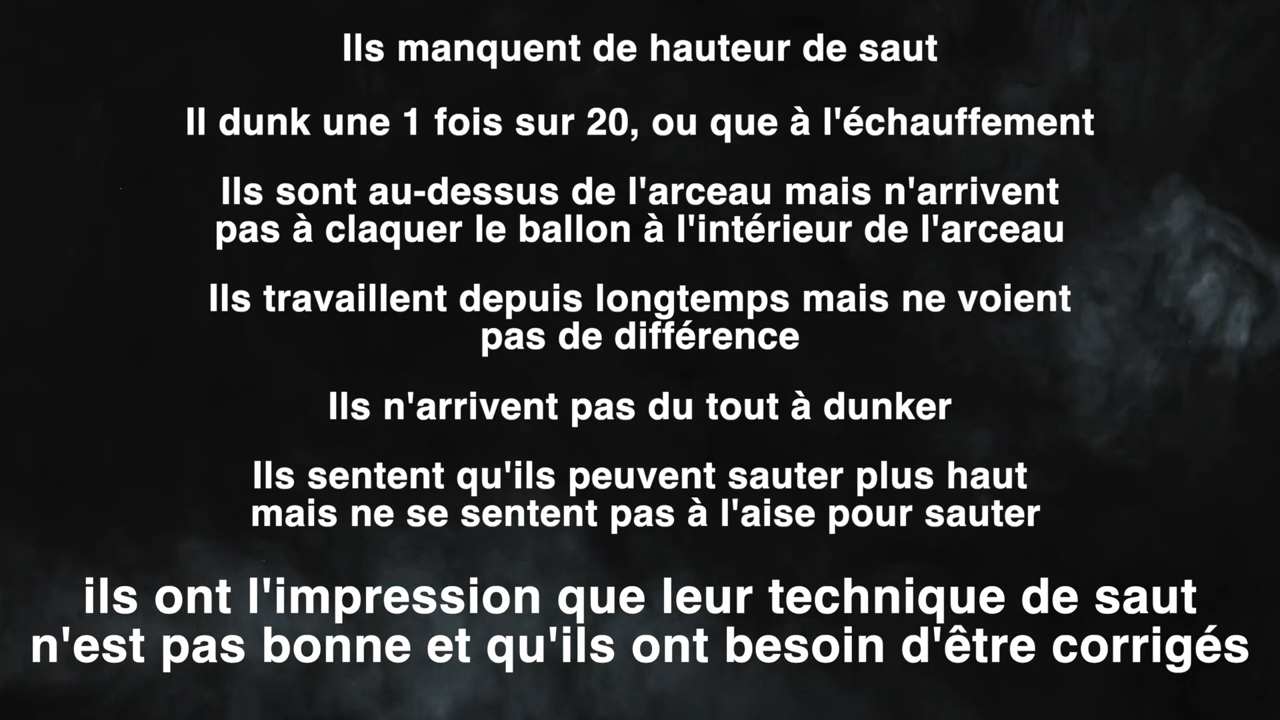 Ils manquent de hauteur de saut
Il dunk une 1 fois sur 20, ou que à l'échauffement
Ils sont au-dessus de l'arceau mais n'arrivent
pas à claquer le ballon à l'intérieur de l'arceau
Ils travaillent depuis longtemps mais ne voient
pas de différence
Ils n'arrivent pas du tout à dunker
Ils sentent qu'ils peuvent sauter plus haut
mais ne se sentent pas à l'aise pour sauter
ils ont l'impression que leur technique de saut
n'est pas bonne et qu'ils ont besoin d'être corrigés